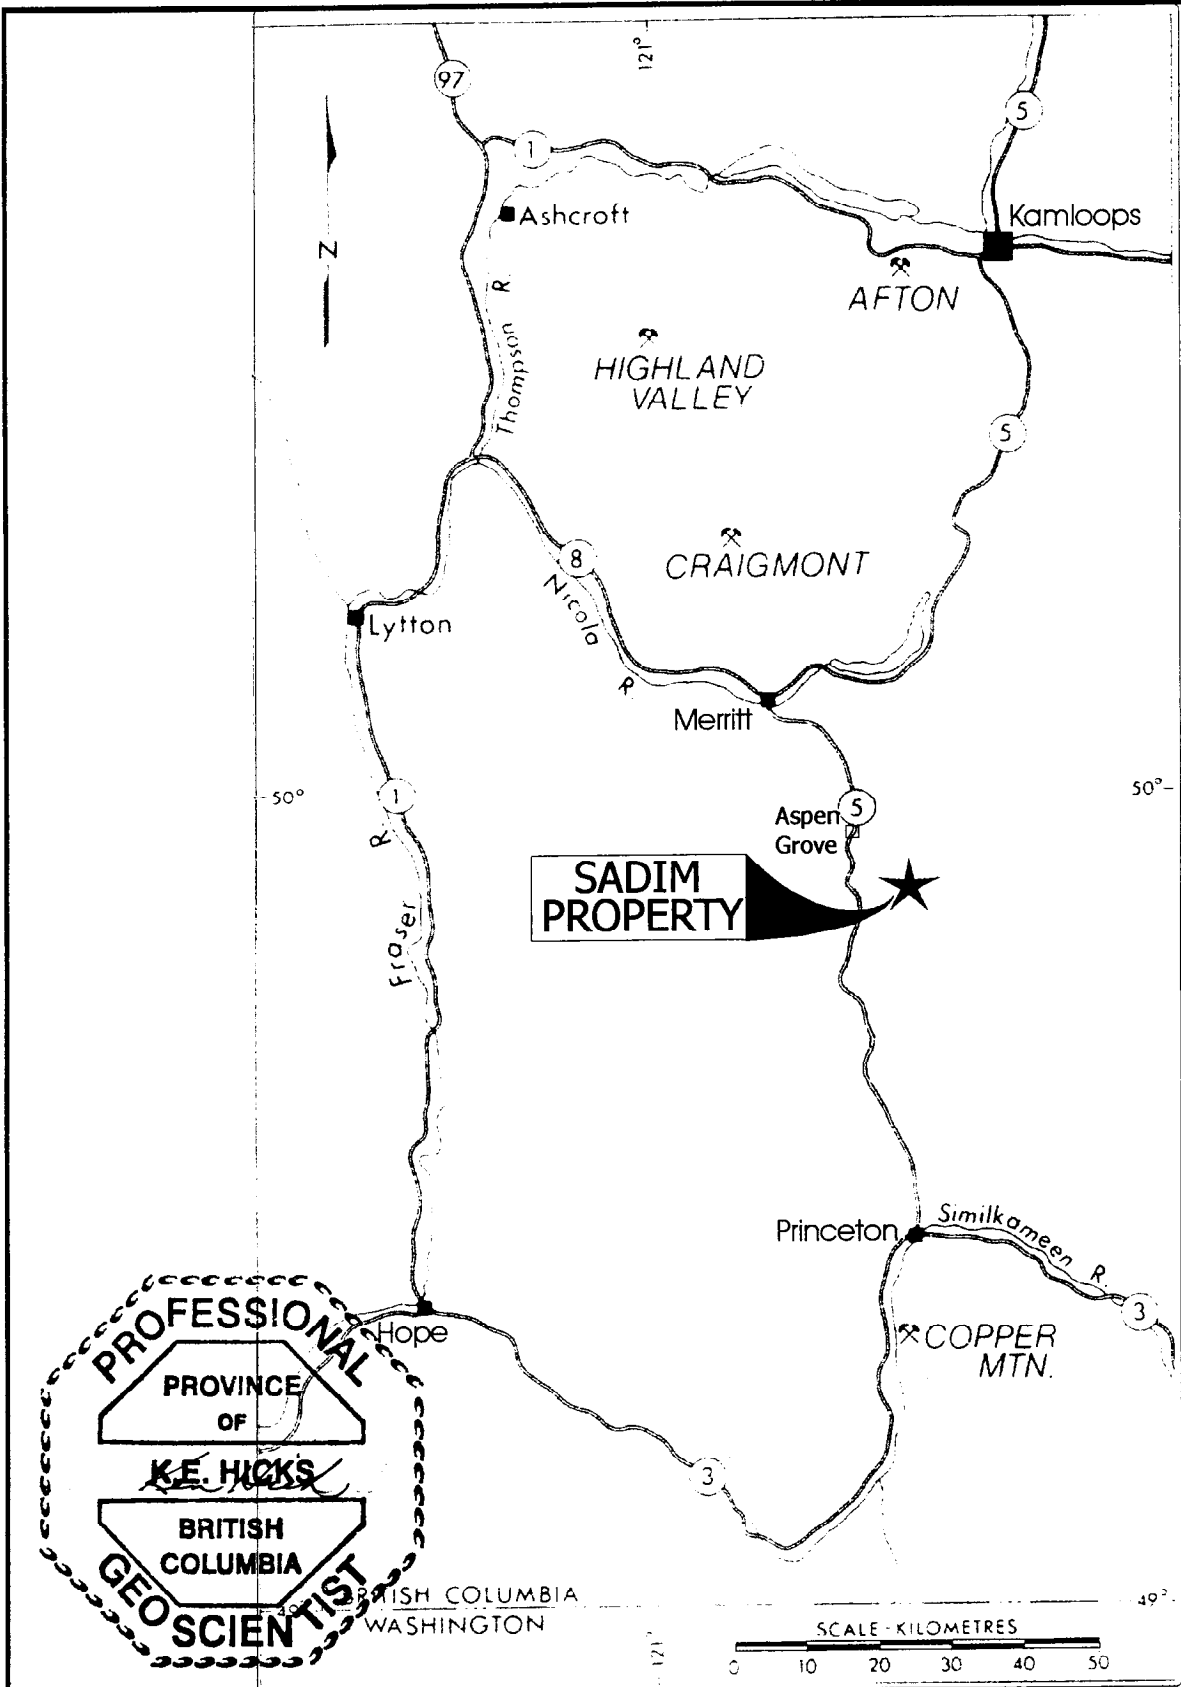 121°
97
5
1
Ashcroft
Kamloops
N
AFTON
Thompson R.
HIGHLAND
VALLEY
5
8
CRAIGMONT
Nicola R.
Lytton
Merritt
50°
1
5
50°
Aspen
Grove
SADIM
PROPERTY
Fraser R.
Princeton
Similkameen R.
3
Hope
COPPER
MTN.
3
PROFESSIONAL
PROVINCE
OF
K.E. HICKS
BRITISH
COLUMBIA
GEOSCIENTIST
49°
BRITISH COLUMBIA
49°
WASHINGTON
121°
SCALE - KILOMETRES
0 10 20 30 40 50